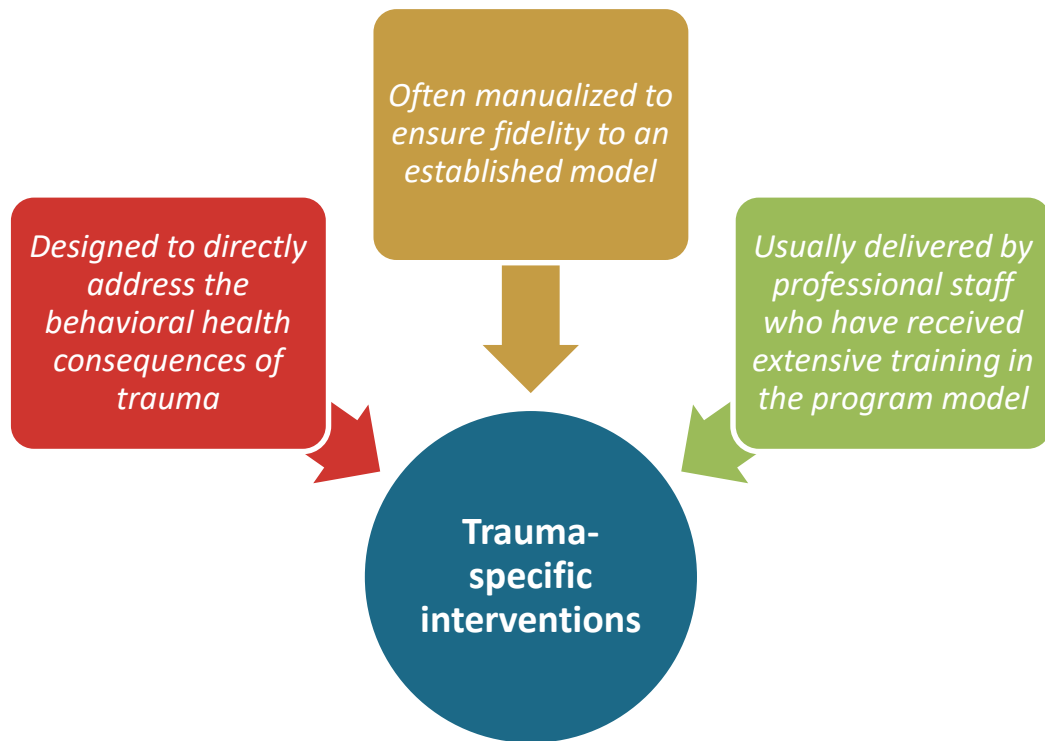 Often manualized to
ensure fidelity to an
established model
Designed to directly
address the
behavioral health
consequences of
trauma
Usually delivered by
professional staff
who have received
extensive training in
the program model
Trauma-
specific
interventions